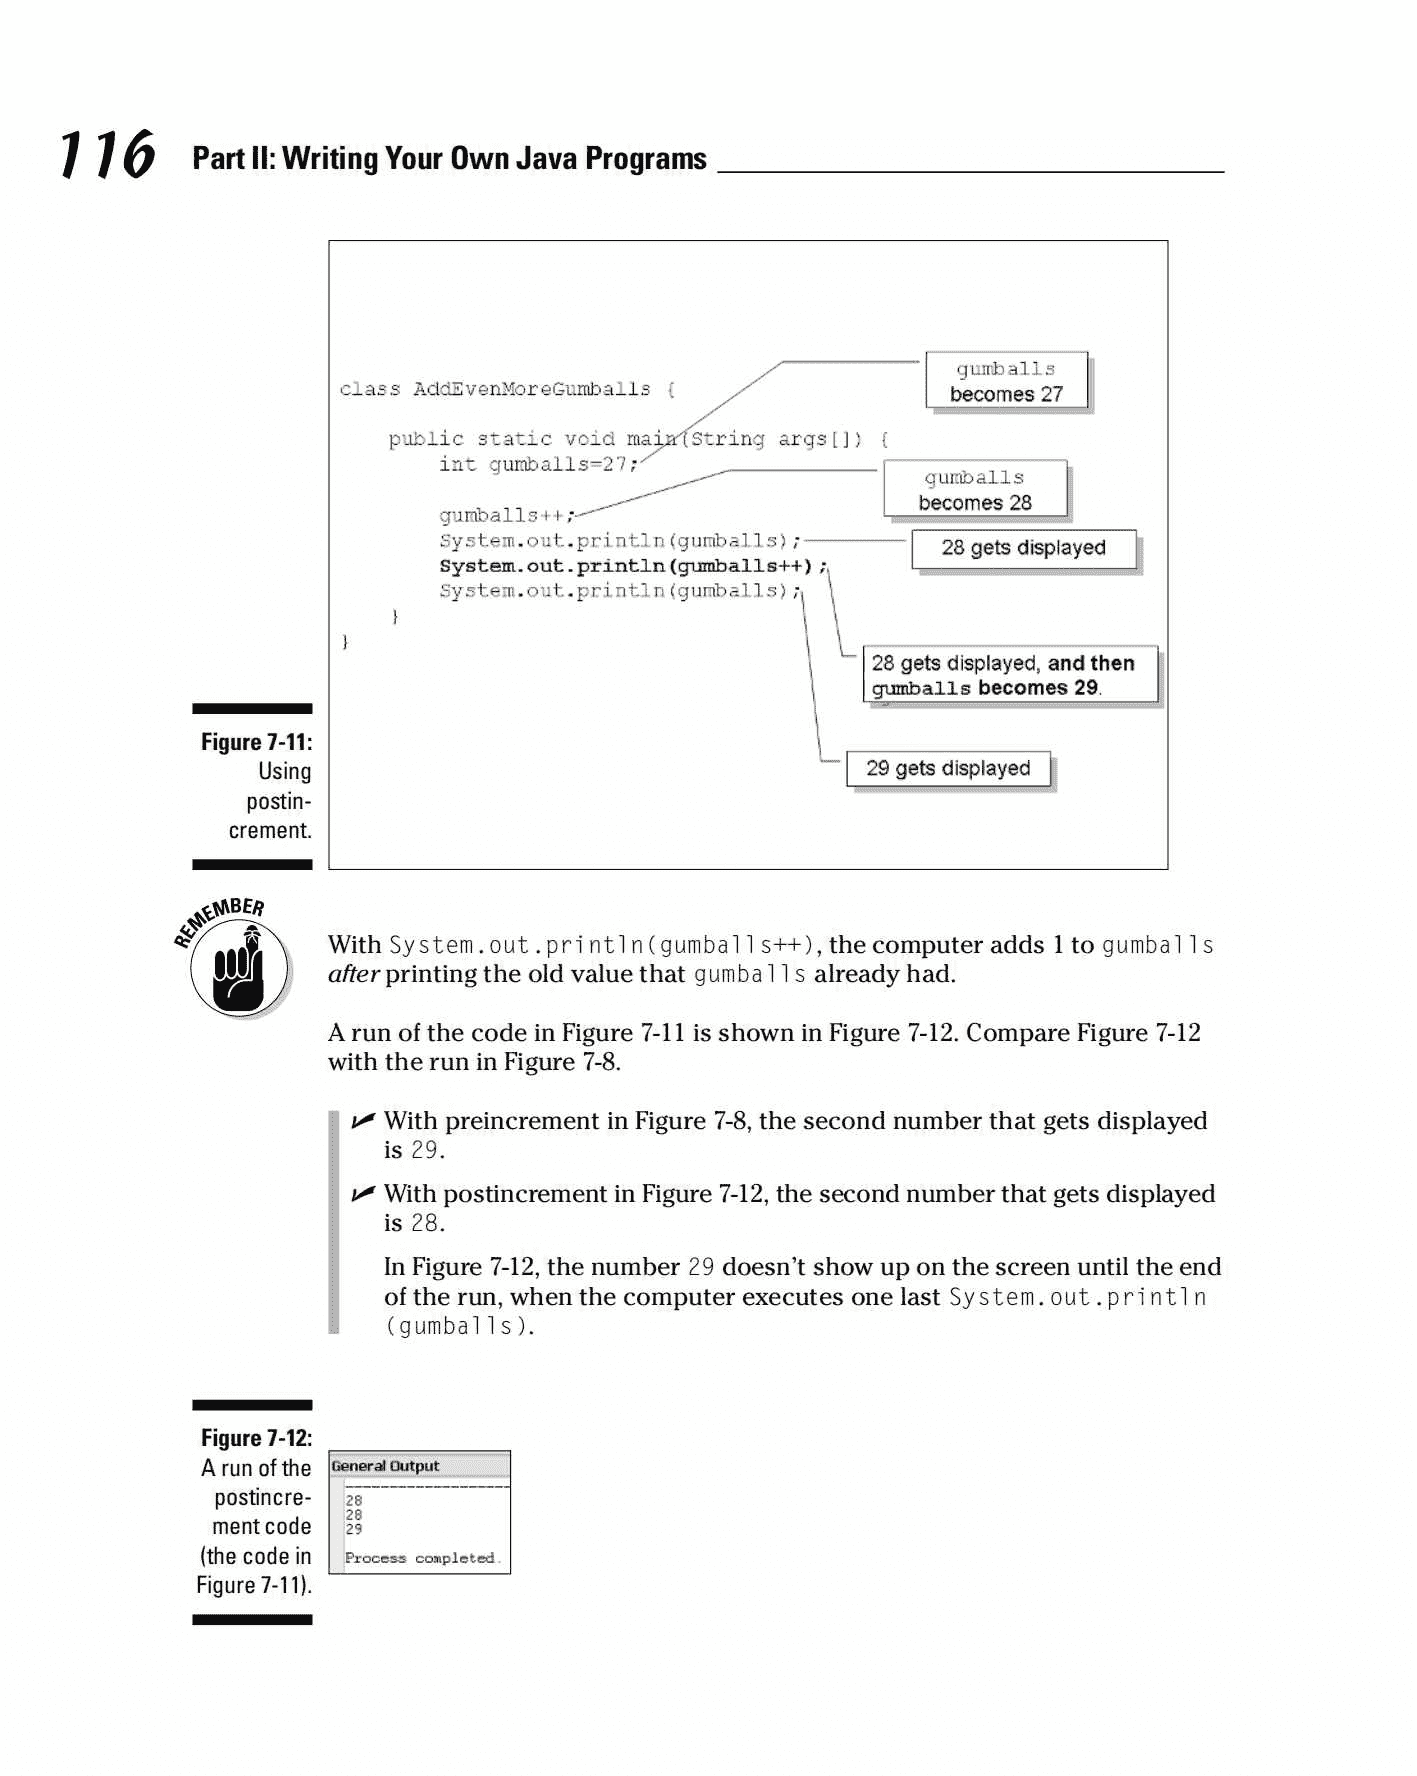 116 Part II: Writing Your Own Java Programs
class AddEvenMoreGumballs {
public static void main(String args[]) {
int gumballs=27;
gumballs++;
System.out.println(gumballs);
System.out.println(gumballs++);
System.out.println(gumballs);
}
}
gumballs
becomes 27
gumballs
becomes 28
28 gets displayed
28 gets displayed, and then
gumballs becomes 29.
29 gets displayed
Figure 7-11:
Using
postin-
crement.
REMEMBER
With System.out.println(gumballs++), the computer adds 1 to gumballs
after printing the old value that gumballs already had.
A run of the code in Figure 7-11 is shown in Figure 7-12. Compare Figure 7-12
with the run in Figure 7-8.
✓ With preincrement in Figure 7-8, the second number that gets displayed
is 29.
✓ With postincrement in Figure 7-12, the second number that gets displayed
is 28.
In Figure 7-12, the number 29 doesn't show up on the screen until the end
of the run, when the computer executes one last System.out.println
(gumballs).
Figure 7-12:
A run of the
postincre-
ment code
(the code in
Figure 7-11).
General Output
--------------------
28
28
29
Process completed.